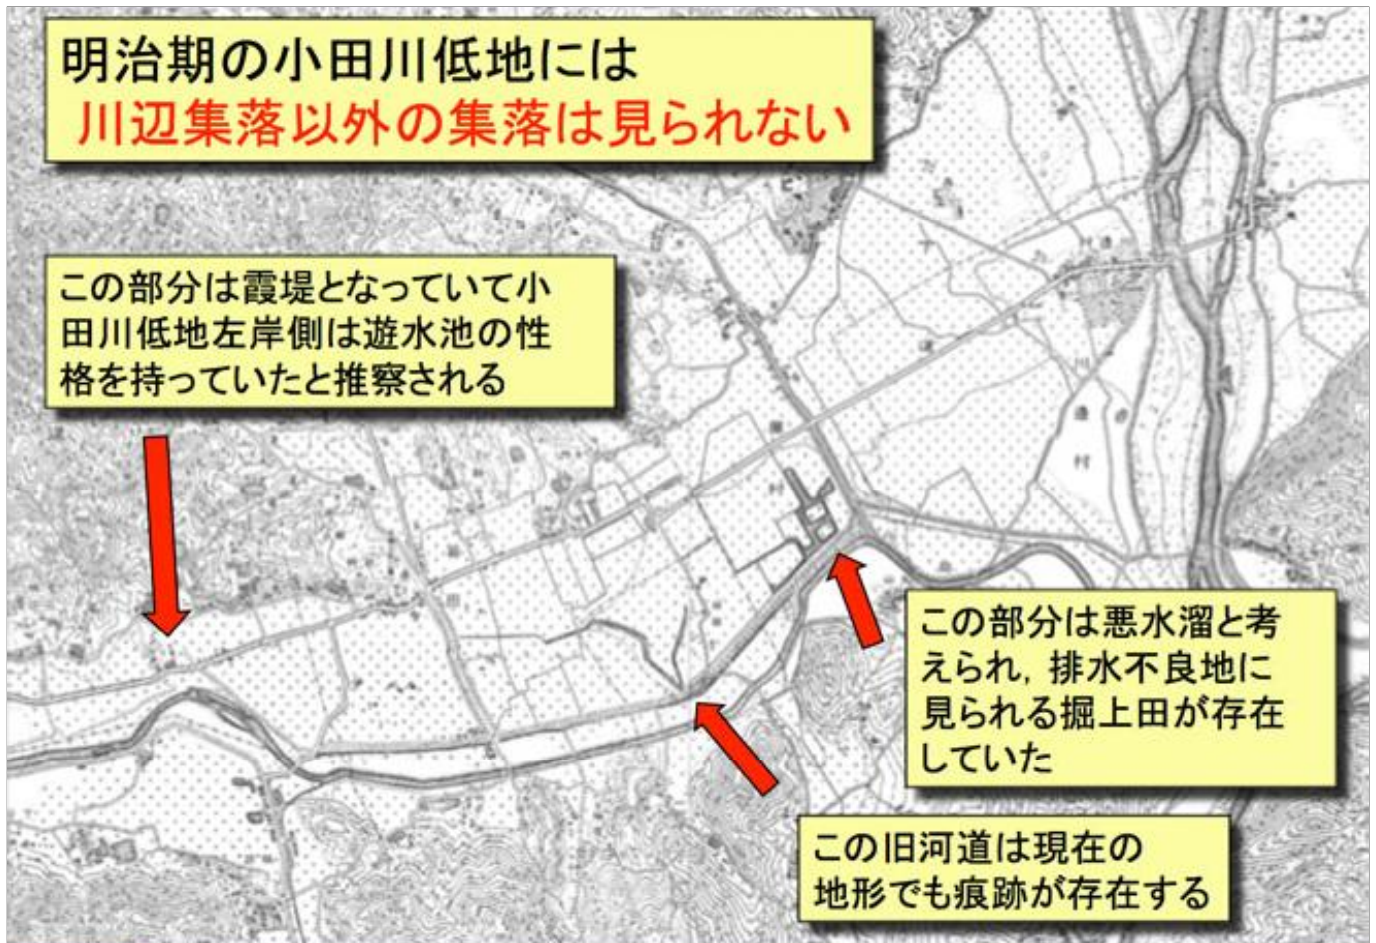 明治期の小田川低地には
川辺集落以外の集落は見られない
この部分は霞堤となっていて小
田川低地左岸側は遊水池の性
格を持っていたと推察される
この部分は悪水溜と考
えられ，排水不良地に
見られる掘上田が存在
していた
この旧河道は現在の
地形でも痕跡が存在する